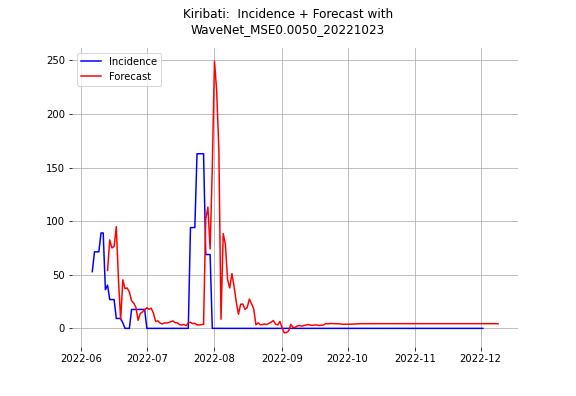 Kiribati:  Incidence + Forecast with
WaveNet_MSE0.0050_20221023
Incidence
Forecast
250
200
150
100
50
0
2022-06 2022-07 2022-08 2022-09 2022-10 2022-11 2022-12